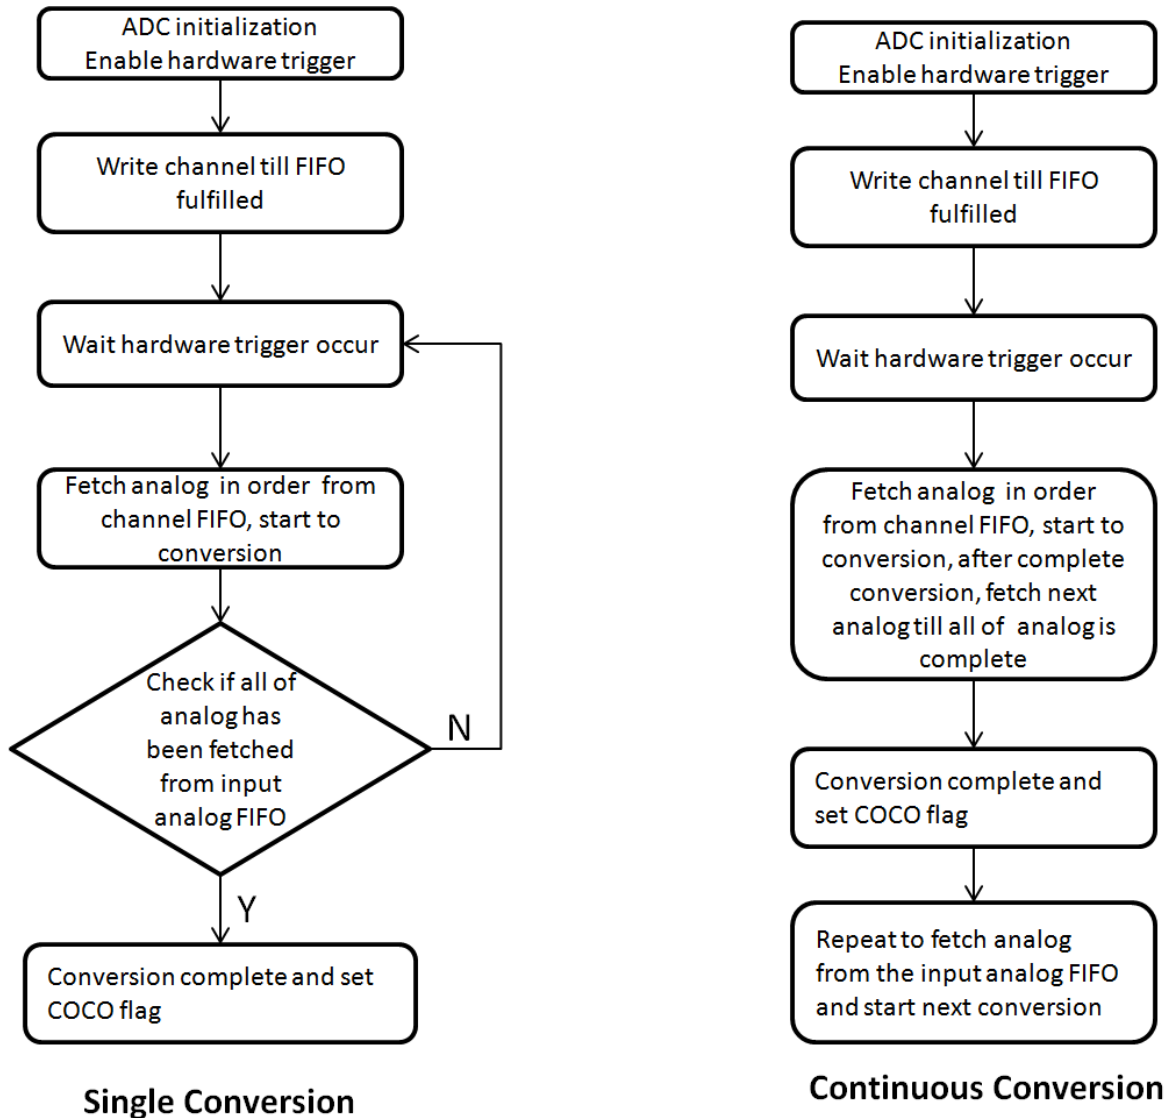 ADC initialization
Enable hardware trigger
Write channel till FIFO
fulfilled
Wait hardware trigger occur
Fetch analog in order from
channel FIFO, start to
conversion
Check if all of
analog has
been fetched
from input
analog FIFO
N
Y
Conversion complete and set
COCO flag
Single Conversion
ADC initialization
Enable hardware trigger
Write channel till FIFO
fulfilled
Wait hardware trigger occur
Fetch analog in order
from channel FIFO, start to
conversion, after complete
conversion, fetch next
analog till all of analog is
complete
Conversion complete and
set COCO flag
Repeat to fetch analog
from the input analog FIFO
and start next conversion
Continuous Conversion